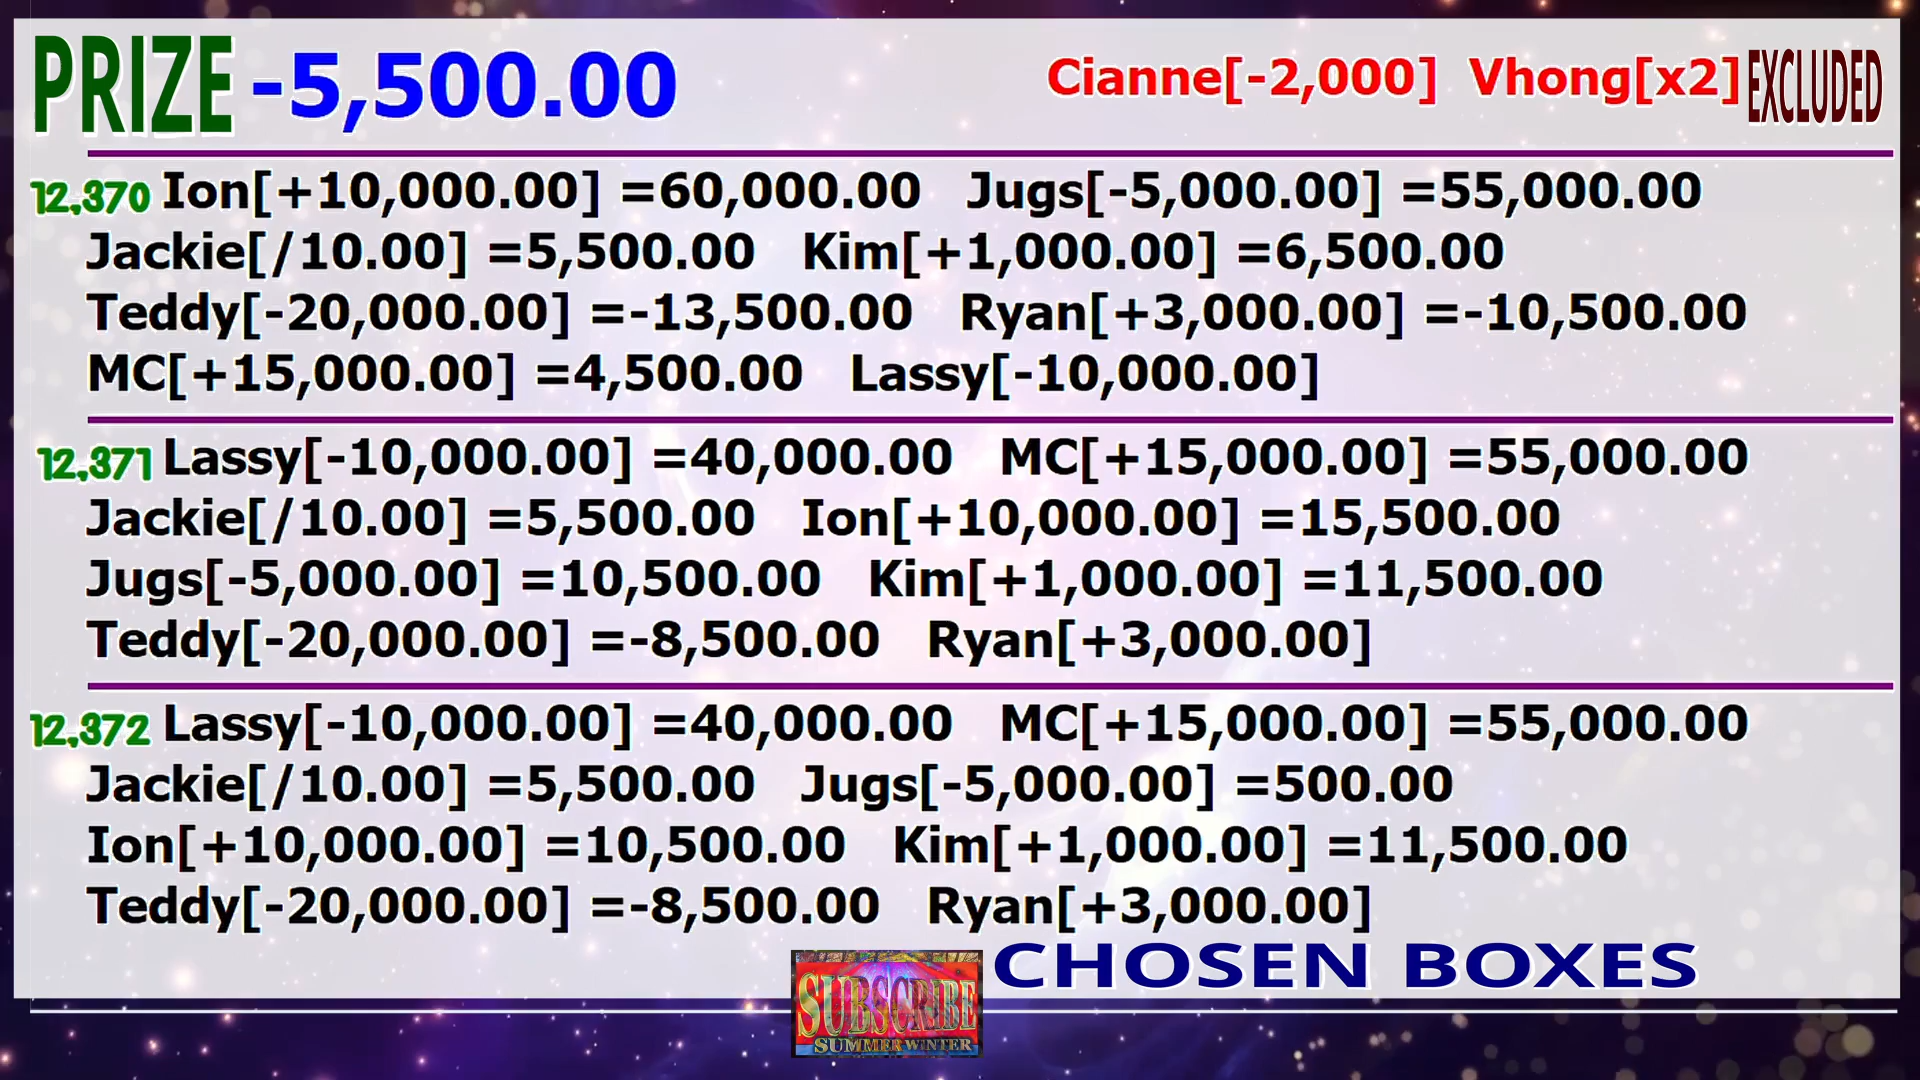 PRIZE -5,500.00 Cianne[-2,000] Vhong[x2] EXCLUDED
12,370 Ion[+10,000.00] =60,000.00 Jugs[-5,000.00] =55,000.00
Jackie[/10.00] =5,500.00 Kim[+1,000.00] =6,500.00
Teddy[-20,000.00] =-13,500.00 Ryan[+3,000.00] =-10,500.00
MC[+15,000.00] =4,500.00 Lassy[-10,000.00]
12,371 Lassy[-10,000.00] =40,000.00 MC[+15,000.00] =55,000.00
Jackie[/10.00] =5,500.00 Ion[+10,000.00] =15,500.00
Jugs[-5,000.00] =10,500.00 Kim[+1,000.00] =11,500.00
Teddy[-20,000.00] =-8,500.00 Ryan[+3,000.00]
12,372 Lassy[-10,000.00] =40,000.00 MC[+15,000.00] =55,000.00
Jackie[/10.00] =5,500.00 Jugs[-5,000.00] =500.00
Ion[+10,000.00] =10,500.00 Kim[+1,000.00] =11,500.00
Teddy[-20,000.00] =-8,500.00 Ryan[+3,000.00]
CHOSEN BOXES
SUBSCRIBE
SUMMER WINTER